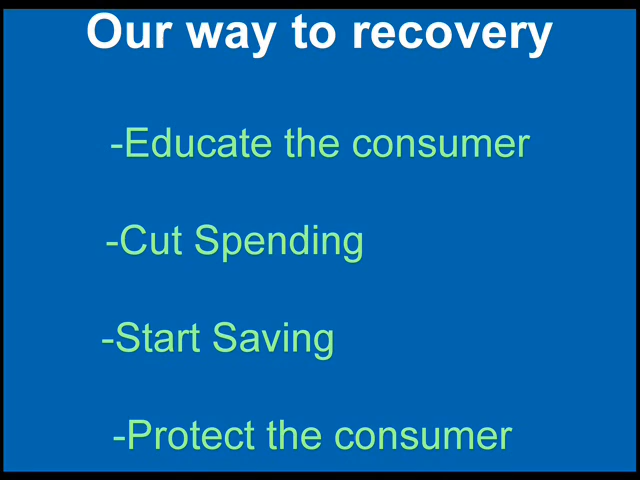 Our way to recovery
-Educate the consumer
-Cut Spending
-Start Saving
-Protect the consumer